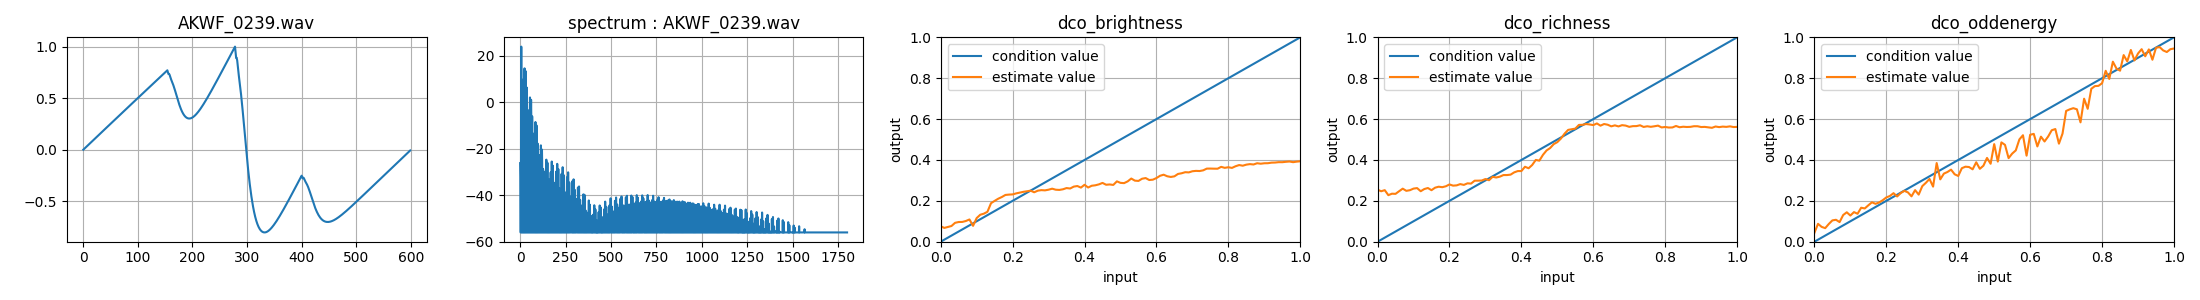 AKWF_0239.wav
1.0
0.5
0.0
−0.5
0 100 200 300 400 500 600
spectrum : AKWF_0239.wav
20
0
−20
−40
−60
0 250 500 750 1000 1250 1500 1750
dco_brightness
condition value
estimate value
output
1.0
0.8
0.6
0.4
0.2
0.0
0.0 0.2 0.4 0.6 0.8 1.0
input
dco_richness
condition value
estimate value
output
1.0
0.8
0.6
0.4
0.2
0.0
0.0 0.2 0.4 0.6 0.8 1.0
input
dco_oddenergy
condition value
estimate value
output
1.0
0.8
0.6
0.4
0.2
0.0
0.0 0.2 0.4 0.6 0.8 1.0
input